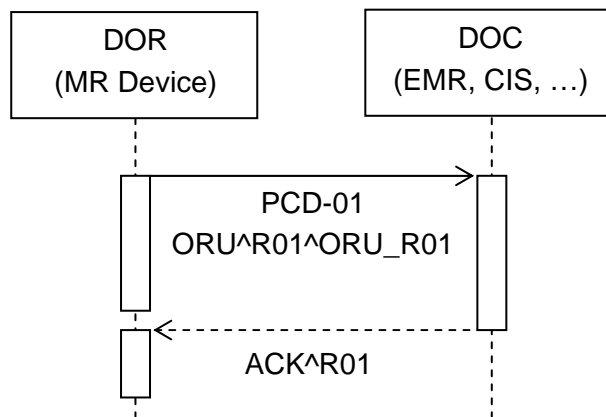 DOR
(MR Device)
DOC
(EMR, CIS, …)
PCD-01
ORU^R01^ORU_R01
ACK^R01